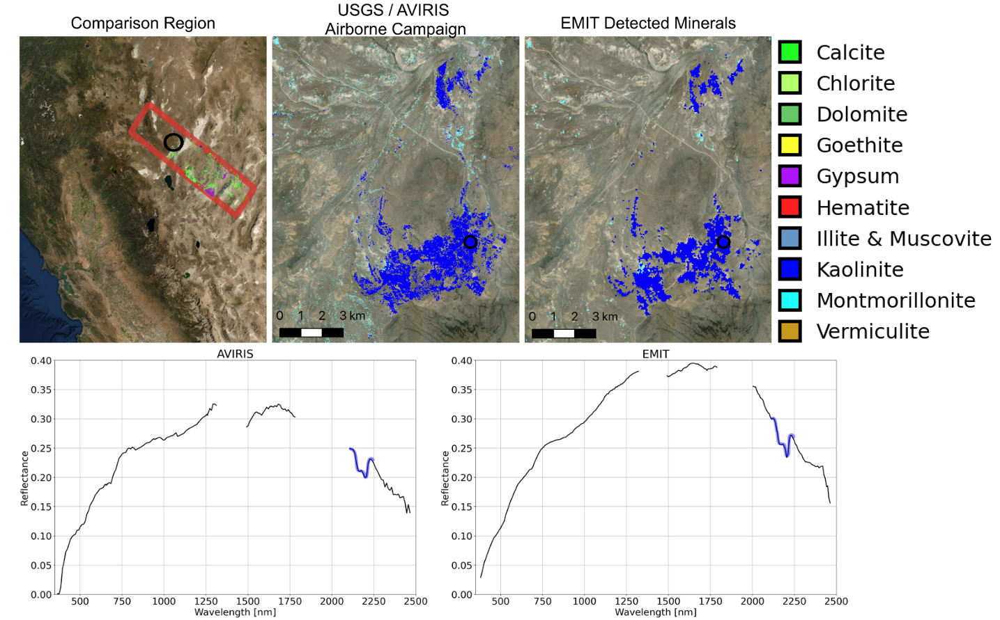 Comparison Region
USGS / AVIRIS
Airborne Campaign
EMIT Detected Minerals
0 1 2 3 km
0 1 2 3 km
Calcite
Chlorite
Dolomite
Goethite
Gypsum
Hematite
Illite & Muscovite
Kaolinite
Montmorillonite
Vermiculite
AVIRIS
Reflectance
0.40
0.35
0.30
0.25
0.20
0.15
0.10
0.05
0.00
500 750 1000 1250 1500 1750 2000 2250 2500
Wavelength [nm]
EMIT
Reflectance
0.40
0.35
0.30
0.25
0.20
0.15
0.10
0.05
0.00
500 750 1000 1250 1500 1750 2000 2250 2500
Wavelength [nm]